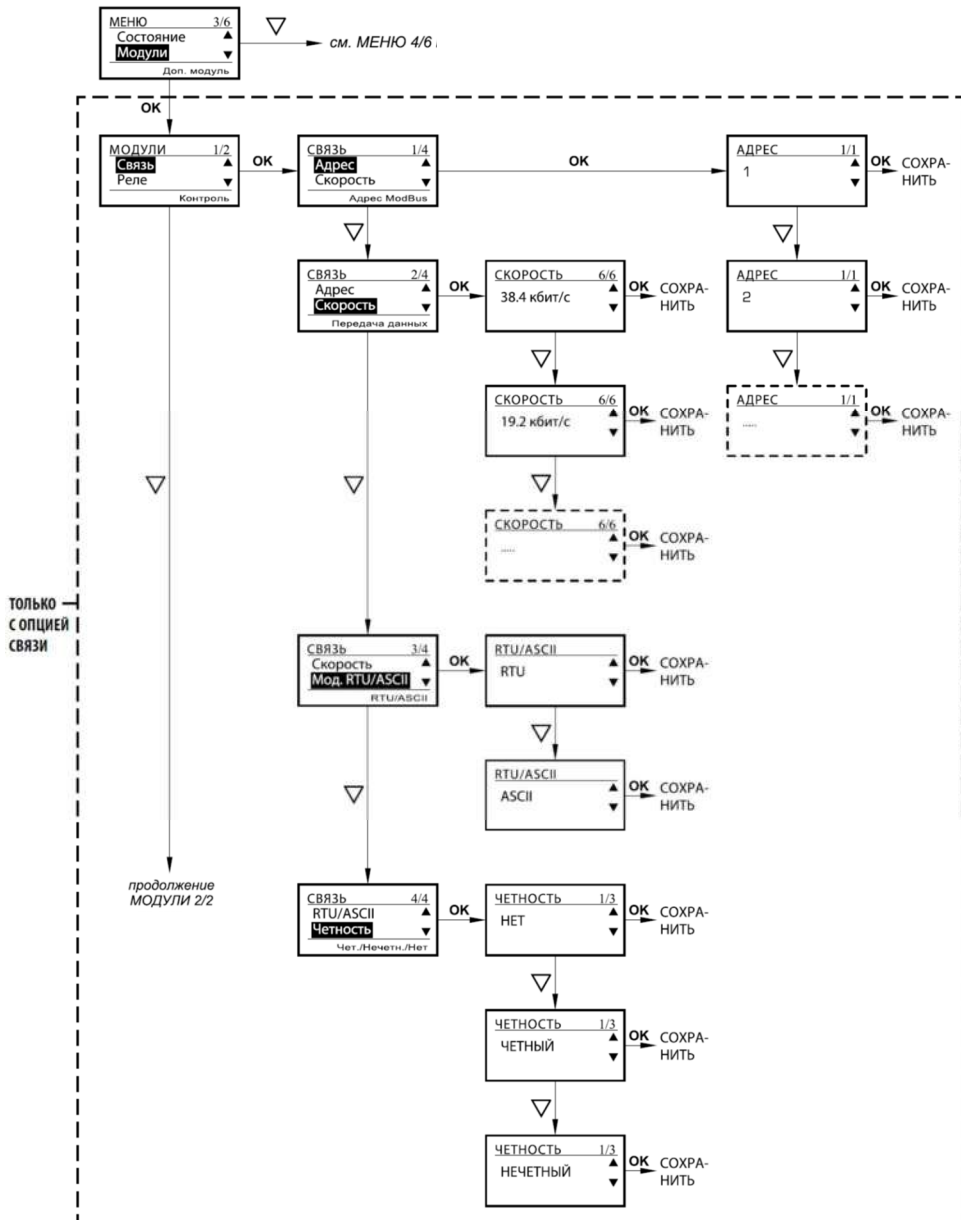 МЕНЮ 3/6
Состояние
Модули
Доп. модуль
см. МЕНЮ 4/6
OK
МОДУЛИ 1/2
Связь
Реле
Контроль
OK
СВЯЗЬ 1/4
Адрес
Скорость
Адрес ModBus
OK
АДРЕС 1/1
1
OK СОХРА-
НИТЬ
СВЯЗЬ 2/4
Адрес
Скорость
Передача данных
OK
СКОРОСТЬ 6/6
38.4 кбит/с
OK СОХРА-
НИТЬ
АДРЕС 1/1
2
OK СОХРА-
НИТЬ
СКОРОСТЬ 6/6
19.2 кбит/с
OK СОХРА-
НИТЬ
АДРЕС 1/1
.....
OK СОХРА-
НИТЬ
СКОРОСТЬ 6/6
.....
OK СОХРА-
НИТЬ
ТОЛЬКО
С ОПЦИЕЙ
СВЯЗИ
СВЯЗЬ 3/4
Скорость
Мод. RTU/ASCII
RTU/ASCII
OK
RTU/ASCII
RTU
OK СОХРА-
НИТЬ
RTU/ASCII
ASCII
OK СОХРА-
НИТЬ
продолжение
МОДУЛИ 2/2
СВЯЗЬ 4/4
RTU/ASCII
Четность
Чет./Нечетн./Нет
OK
ЧЕТНОСТЬ 1/3
НЕТ
OK СОХРА-
НИТЬ
ЧЕТНОСТЬ 1/3
ЧЕТНЫЙ
OK СОХРА-
НИТЬ
ЧЕТНОСТЬ 1/3
НЕЧЕТНЫЙ
OK СОХРА-
НИТЬ